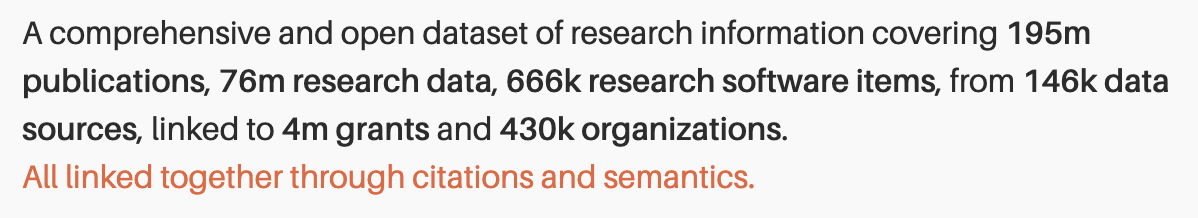 A comprehensive and open dataset of research information covering 195m
publications, 76m research data, 666k research software items, from 146k data
sources, linked to 4m grants and 430k organizations.
All linked together through citations and semantics.